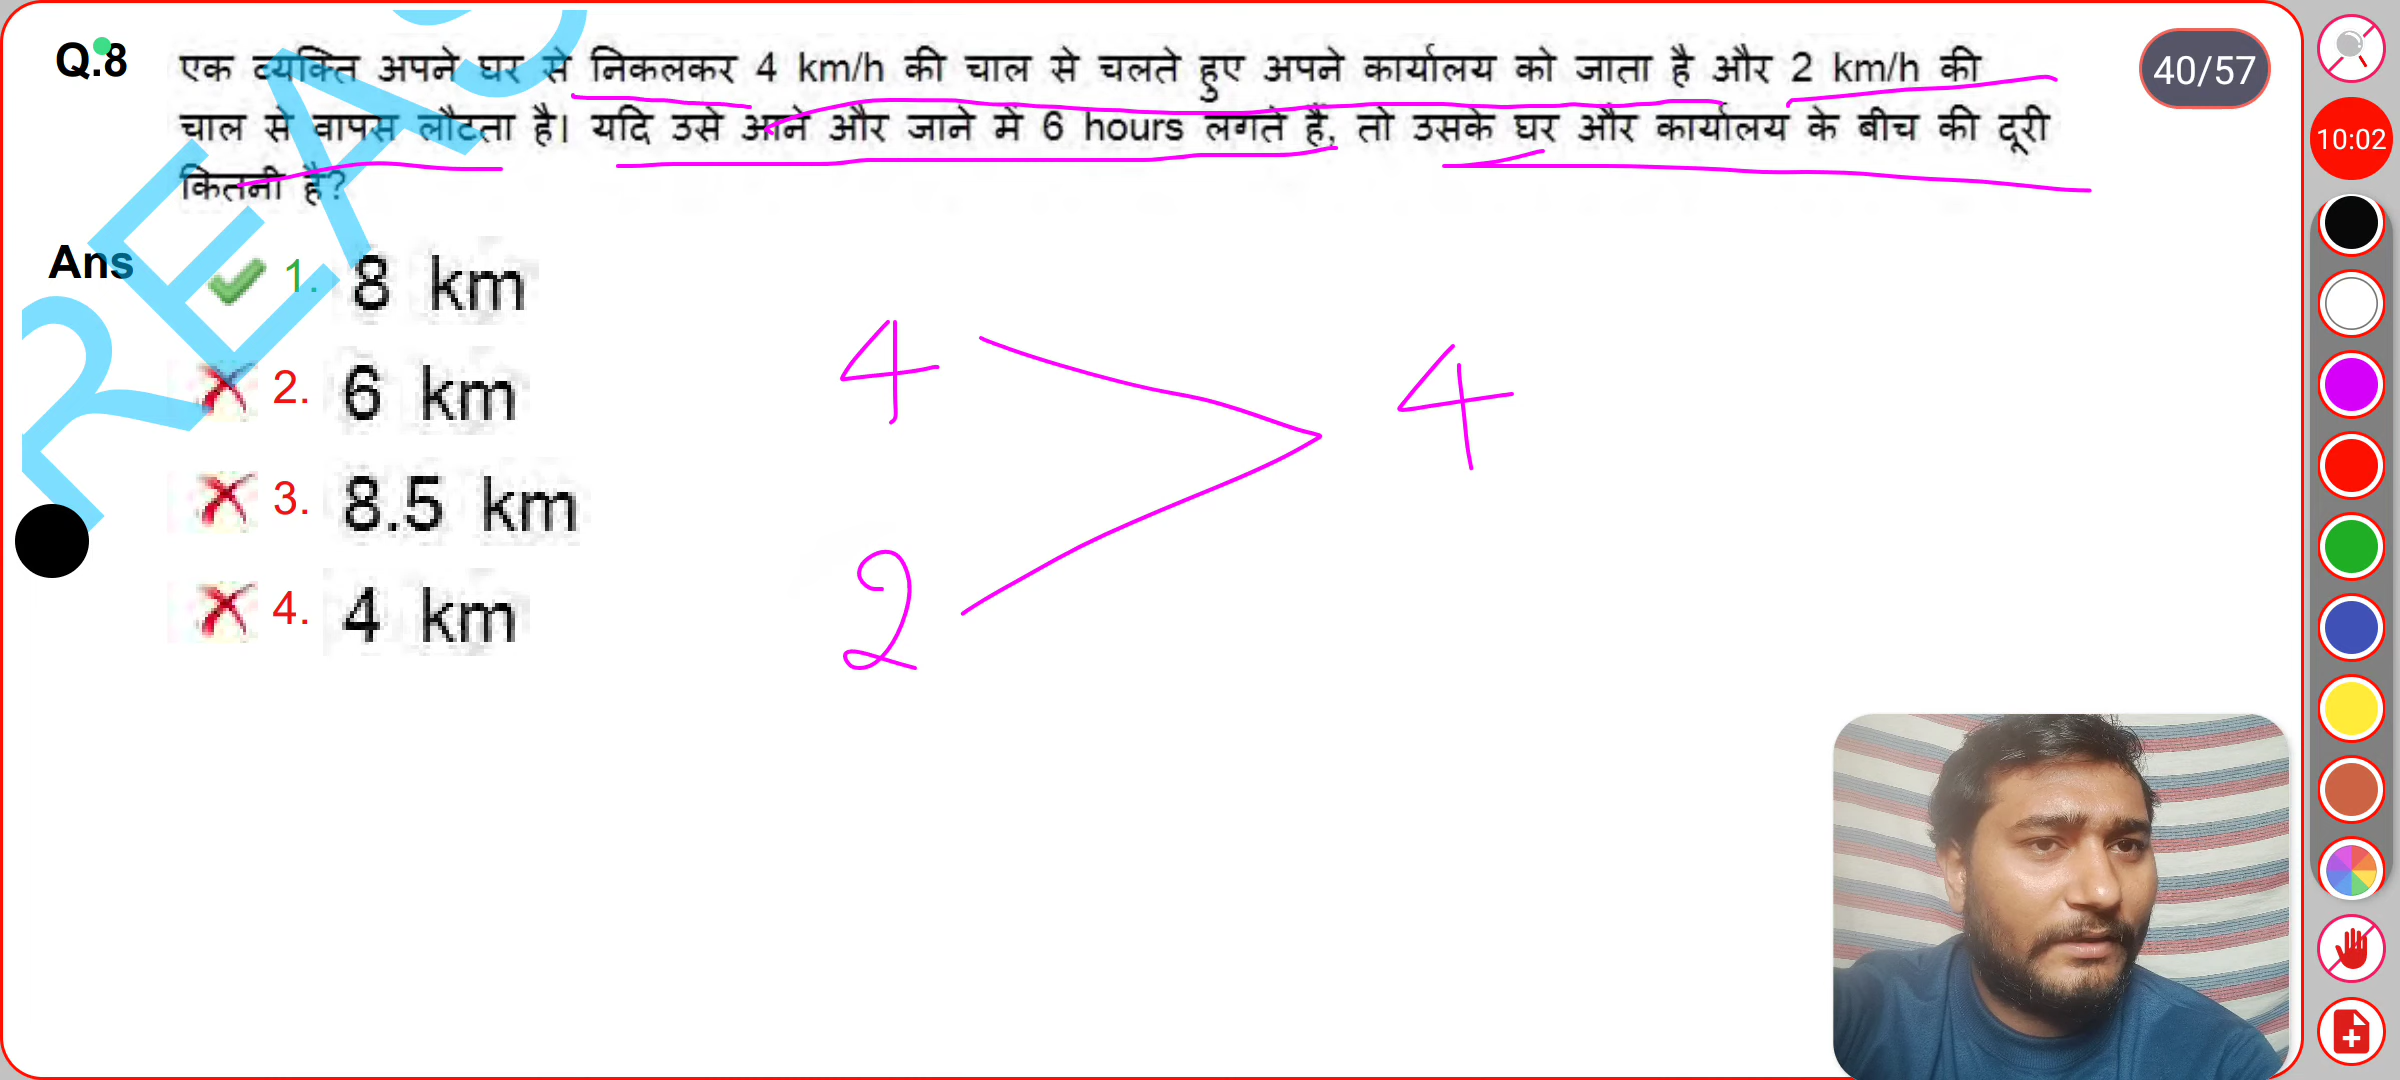 Q.8 एक व्यक्ति अपने घर से निकलकर 4 km/h की चाल से चलते हुए अपने कार्यालय को जाता है और 2 km/h की
चाल से वापस लौटता है। यदि उसे आने और जाने में 6 hours लगते हैं, तो उसके घर और कार्यालय के बीच की दूरी
कितनी है?
40/57
10:02
Ans 1. 8 km
2. 6 km
3. 8.5 km
4. 4 km
4
4
2
REAS